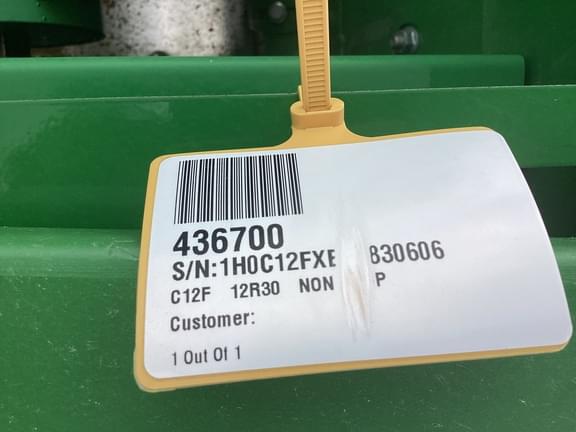 436700
S/N:1H0C12FXE 830606
C12F 12R30 NON P
Customer:
1 Out Of 1